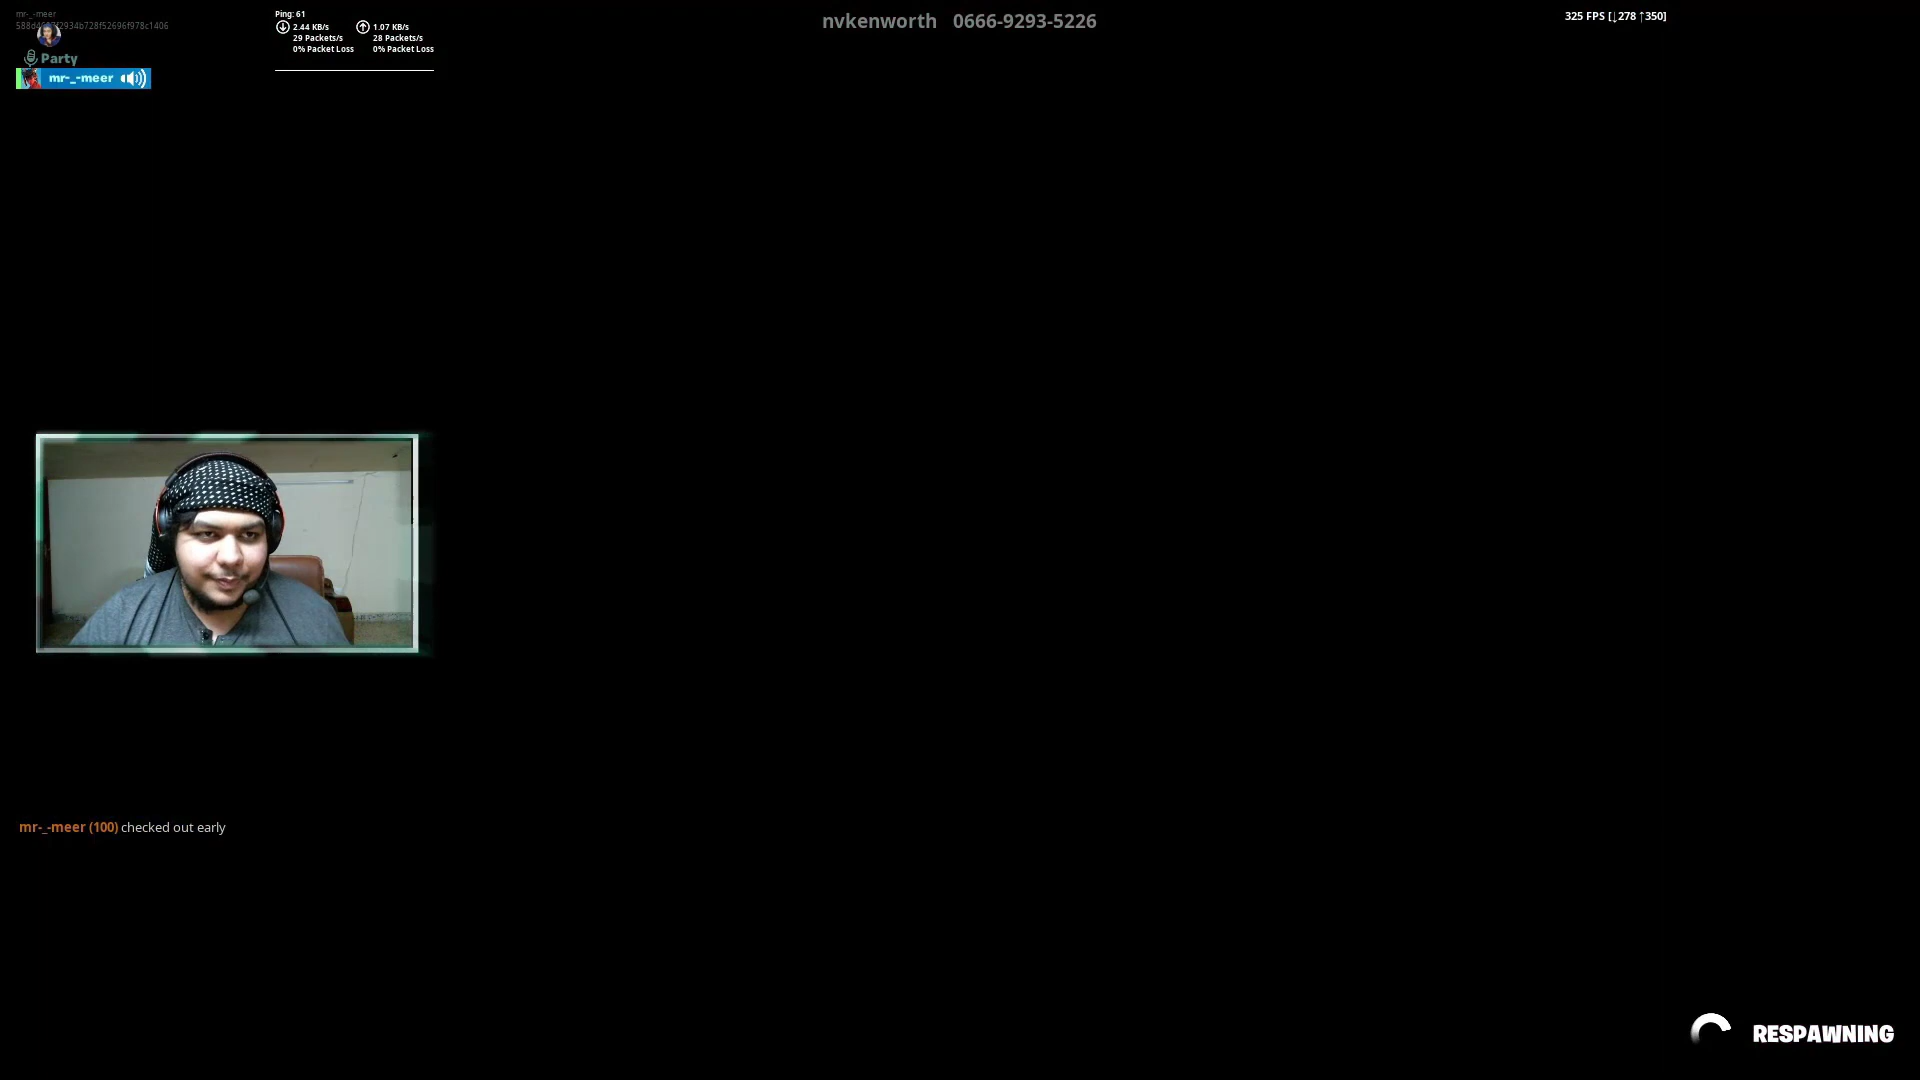 mr-_-meer
Ping: 61
2.44 KB/s 1.07 KB/s
29 Packets/s 28 Packets/s
0% Packet Loss 0% Packet Loss
nvkenworth 0666-9293-5226
325 FPS [↓278 ↑350]
Party
mr-_-meer
mr-_-meer (100) checked out early
RESPAWNING